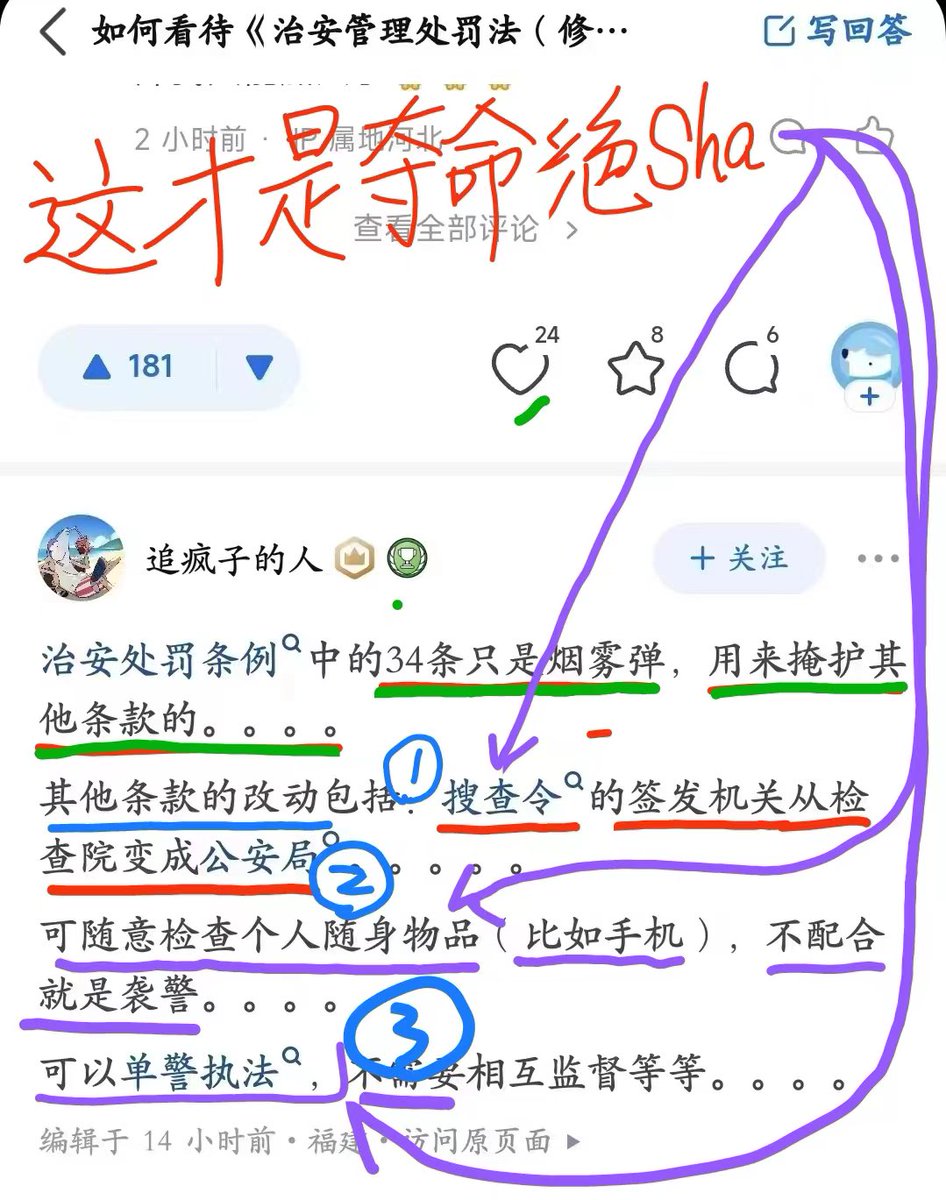 如何看待《治安管理处罚法（修…
写回答
2 小时前 · IP 属地河北
这才是夺命绝Sha
查看全部评论
181
24
8
6
追疯子的人
+ 关注
治安处罚条例中的34条只是烟雾弹，用来掩护其
他条款的。。。。
①
其他条款的改动包括：搜查令的签发机关从检
查院变成公安局。。。。
②
可随意检查个人随身物品（比如手机），不配合
就是袭警。。。。
③
可以单警执法，不需要相互监督等等。。。。
编辑于 14 小时前 · 福建 · 访问原页面